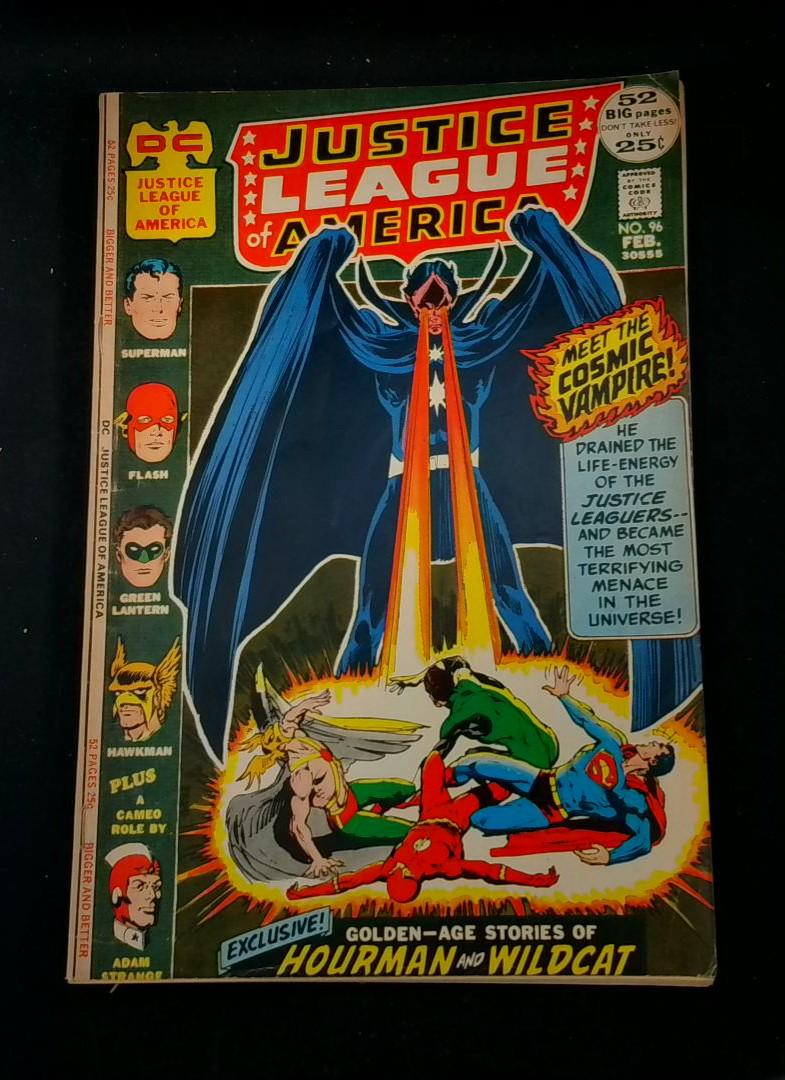 52 PAGES 25¢
BIGGER AND BETTER
DC JUSTICE LEAGUE OF AMERICA
52 PAGES 25¢
BIGGER AND BETTER
DC
JUSTICE
LEAGUE
OF
AMERICA
JUSTICE
LEAGUE
of AMERICA
52
BIG pages
DON'T TAKE LESS!
ONLY
25¢
APPROVED
BY THE
COMICS
CODE
AUTHORITY
NO. 96
FEB.
30555
SUPERMAN
FLASH
GREEN
LANTERN
HAWKMAN
PLUS
A
CAMEO
ROLE BY
ADAM
STRANGE
MEET THE
COSMIC
VAMPIRE!
HE
DRAINED THE
LIFE-ENERGY
OF THE
JUSTICE
LEAGUERS--
AND BECAME
THE MOST
TERRIFYING
MENACE
IN THE
UNIVERSE!
S
EXCLUSIVE!
GOLDEN-AGE STORIES OF
HOURMAN AND WILDCAT